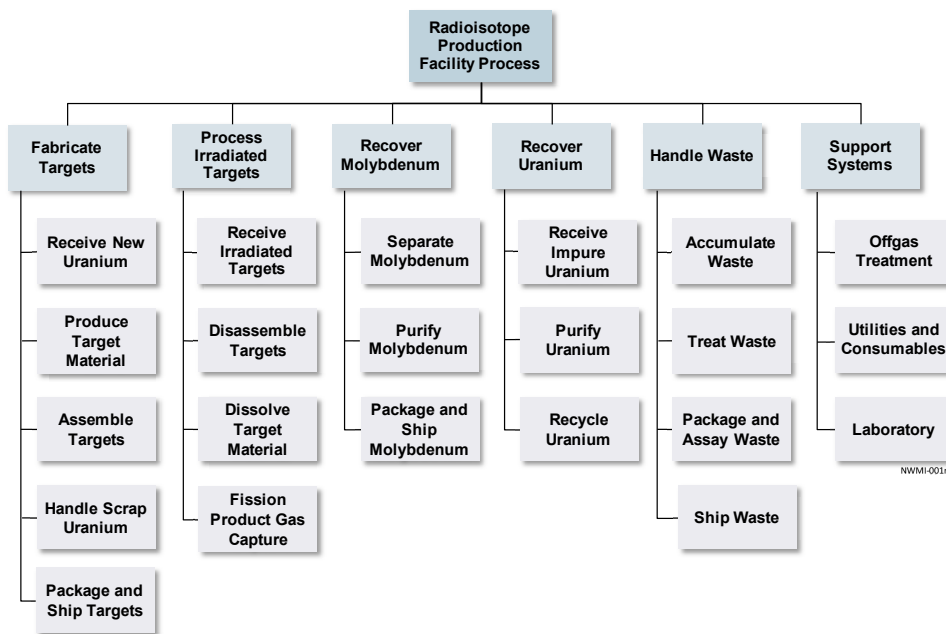 Radioisotope
Production
Facility Process
Fabricate
Targets
Process
Irradiated
Targets
Recover
Molybdenum
Recover
Uranium
Handle Waste
Support
Systems
Receive New
Uranium
Produce
Target
Material
Assemble
Targets
Handle Scrap
Uranium
Package and
Ship Targets
Receive
Irradiated
Targets
Disassemble
Targets
Dissolve
Target
Material
Fission
Product Gas
Capture
Separate
Molybdenum
Purify
Molybdenum
Package and
Ship
Molybdenum
Receive
Impure
Uranium
Purify
Uranium
Recycle
Uranium
Accumulate
Waste
Treat Waste
Package and
Assay Waste
Ship Waste
Offgas
Treatment
Utilities and
Consumables
Laboratory